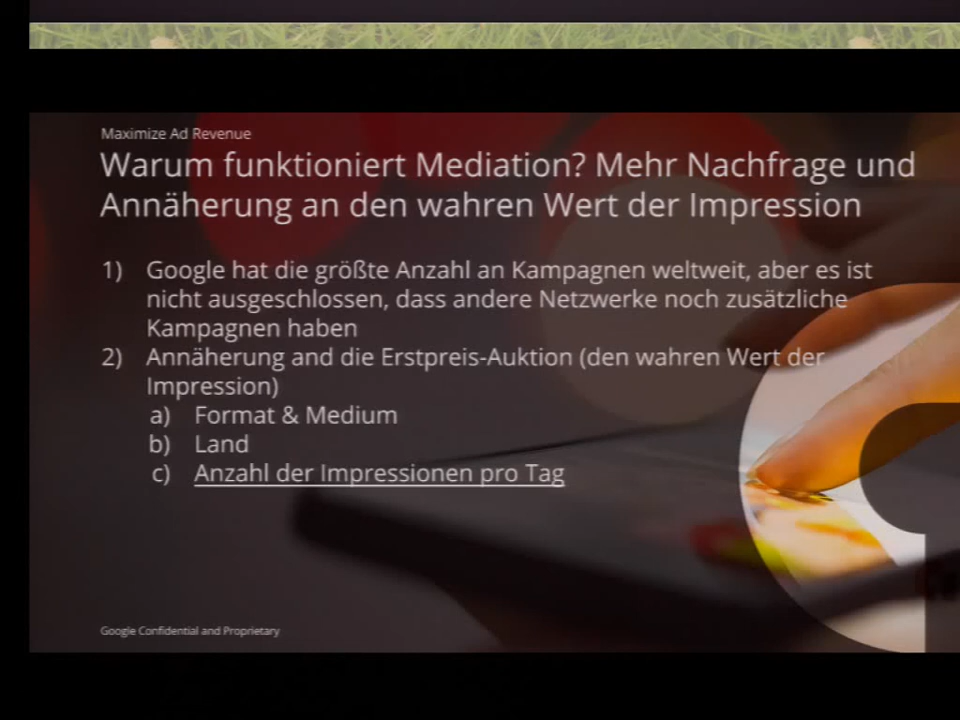 Maximize Ad Revenue
Warum funktioniert Mediation? Mehr Nachfrage und
Annäherung an den wahren Wert der Impression
1) Google hat die größte Anzahl an Kampagnen weltweit, aber es ist
nicht ausgeschlossen, dass andere Netzwerke noch zusätzliche
Kampagnen haben
2) Annäherung and die Erstpreis-Auktion (den wahren Wert der
Impression)
a) Format & Medium
b) Land
c) Anzahl der Impressionen pro Tag
Google Confidential and Proprietary